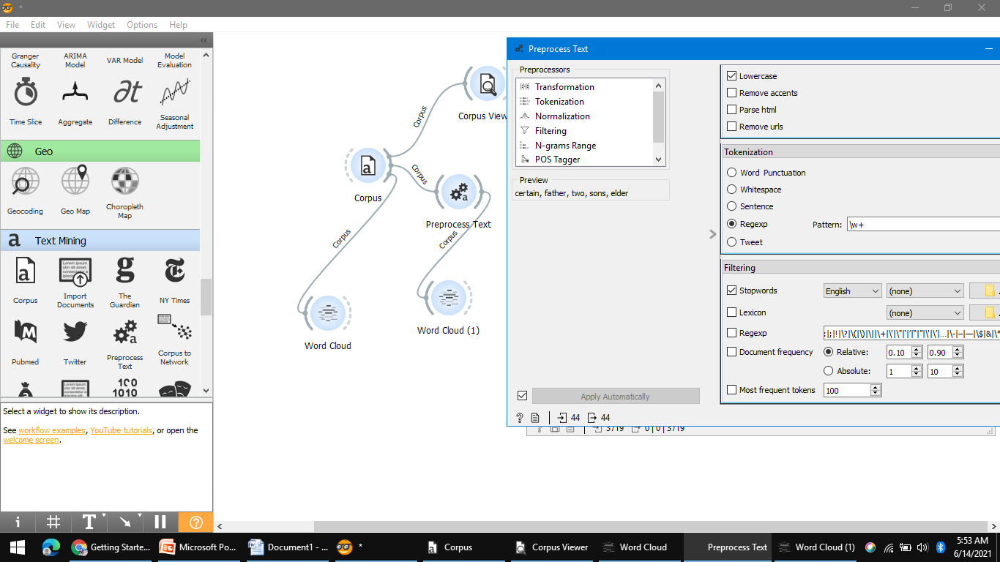 *
File Edit View Widget Options Help
Granger Causality
ARIMA Model
VAR Model
Model Evaluation
Time Slice
Aggregate
Difference
Seasonal Adjustment
Geo
Geocoding
Geo Map
Choropleth Map
Text Mining
Corpus
Import Documents
The Guardian
NY Times
Pubmed
Twitter
Preprocess Text
Corpus to Network
Select a widget to show its description.
See workflow examples, YouTube tutorials, or open the
welcome screen.
Corpus
Corpus View
Corpus
Corpus
Preprocess Text
Corpus
Corpus
Word Cloud
Word Cloud (1)
Preprocess Text
Preprocessors
Transformation
Tokenization
Normalization
Filtering
N-grams Range
POS Tagger
Preview
certain, father, two, sons, elder
Apply Automatically
44 44
3719 0|0|3719
Lowercase
Remove accents
Parse html
Remove urls
Tokenization
Word Punctuation
Whitespace
Sentence
Regexp Pattern: \w+
Tweet
Filtering
Stopwords English (none)
Lexicon (none)
Regexp
Document frequency Relative: 0.10 0.90
Absolute: 1 10
Most frequent tokens 100
Getting Starte...
Microsoft Po...
Document1 - ...
*
Corpus
Corpus Viewer
Word Cloud
Preprocess Text
Word Cloud (1)
5:53 AM
6/14/2021